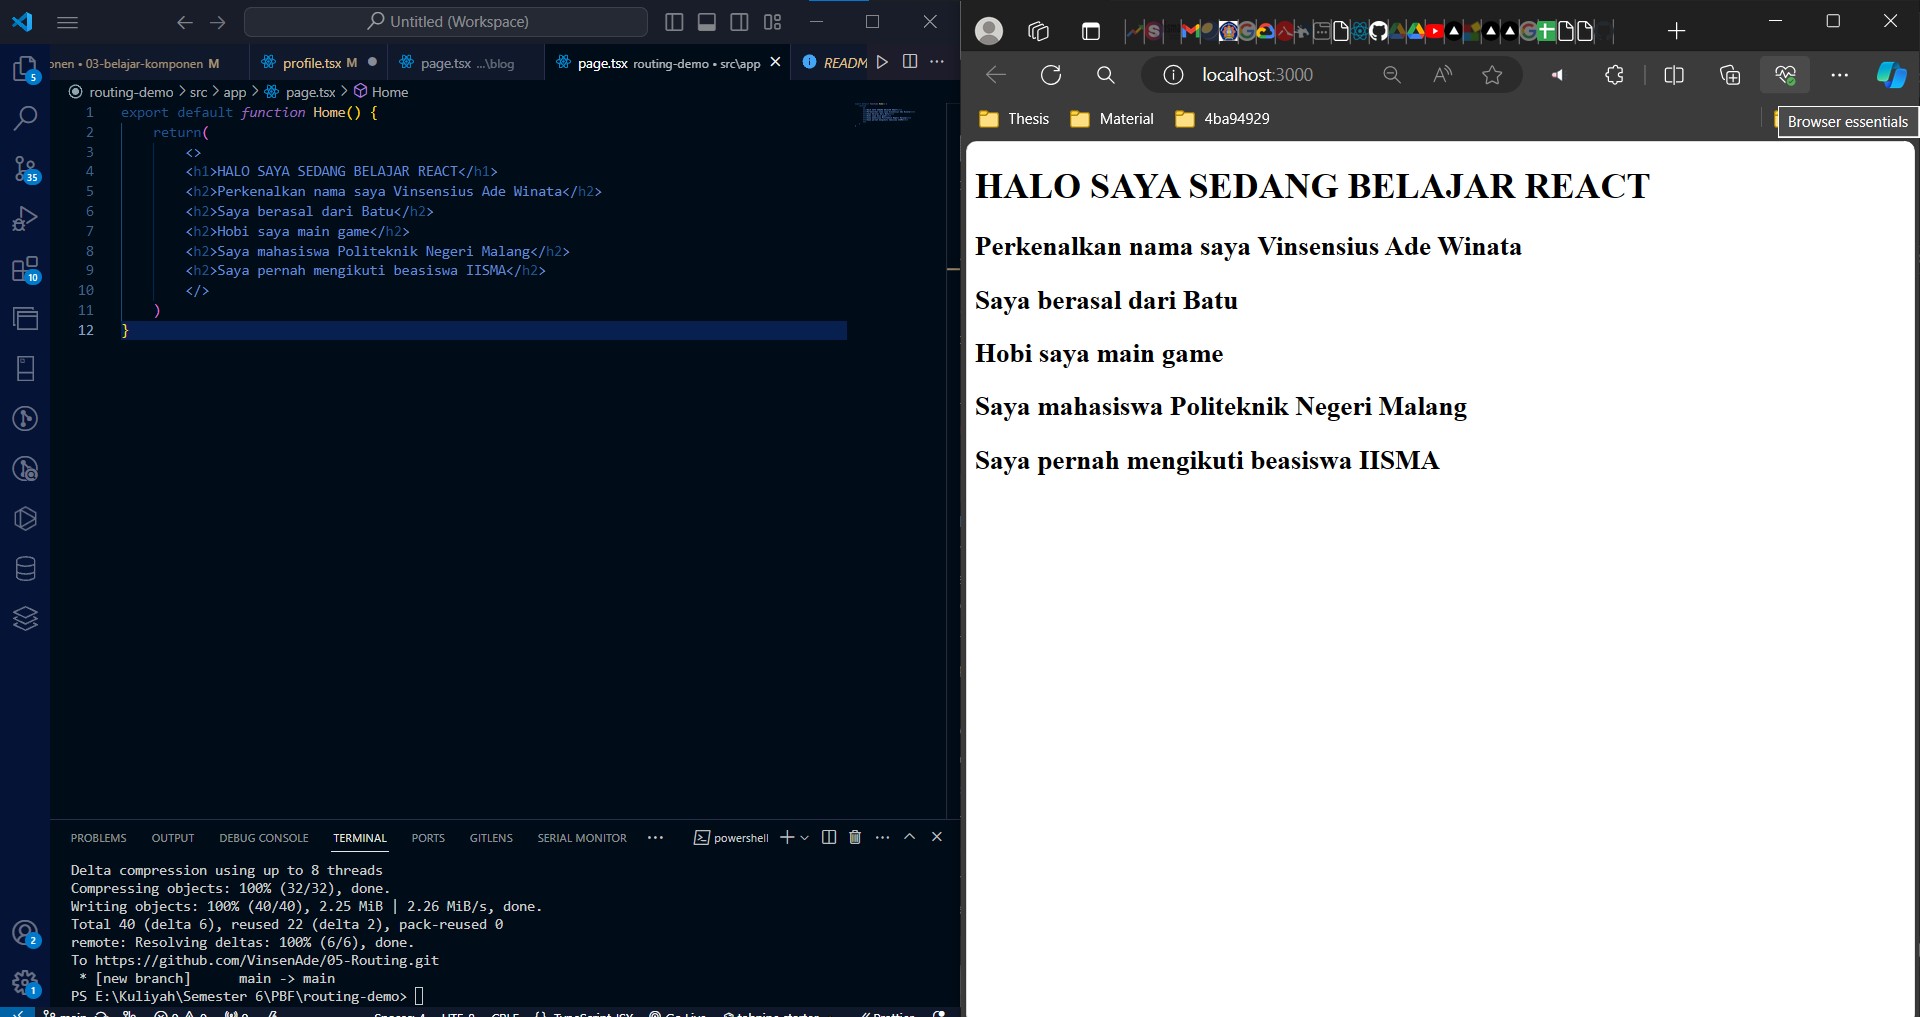 Untitled (Workspace)
onen • 03-belajar-komponen M
profile.tsx M
page.tsx ...\blog
page.tsx routing-demo • src\app
READM
routing-demo > src > app > page.tsx > Home
1 export default function Home() {
2 return(
3 <>
4 <h1>HALO SAYA SEDANG BELAJAR REACT</h1>
5 <h2>Perkenalkan nama saya Vinsensius Ade Winata</h2>
6 <h2>Saya berasal dari Batu</h2>
7 <h2>Hobi saya main game</h2>
8 <h2>Saya mahasiswa Politeknik Negeri Malang</h2>
9 <h2>Saya pernah mengikuti beasiswa IISMA</h2>
10 </>
11 )
12 }
5
35
10
2
1
PROBLEMS OUTPUT DEBUG CONSOLE TERMINAL PORTS GITLENS SERIAL MONITOR
powershell
Delta compression using up to 8 threads
Compressing objects: 100% (32/32), done.
Writing objects: 100% (40/40), 2.25 MiB | 2.26 MiB/s, done.
Total 40 (delta 6), reused 22 (delta 2), pack-reused 0
remote: Resolving deltas: 100% (6/6), done.
To https://github.com/VinsenAde/05-Routing.git
* [new branch] main -> main
PS E:\Kuliyah\Semester 6\PBF\routing-demo>
localhost:3000
Thesis
Material
4ba94929
Browser essentials
HALO SAYA SEDANG BELAJAR REACT
Perkenalkan nama saya Vinsensius Ade Winata
Saya berasal dari Batu
Hobi saya main game
Saya mahasiswa Politeknik Negeri Malang
Saya pernah mengikuti beasiswa IISMA